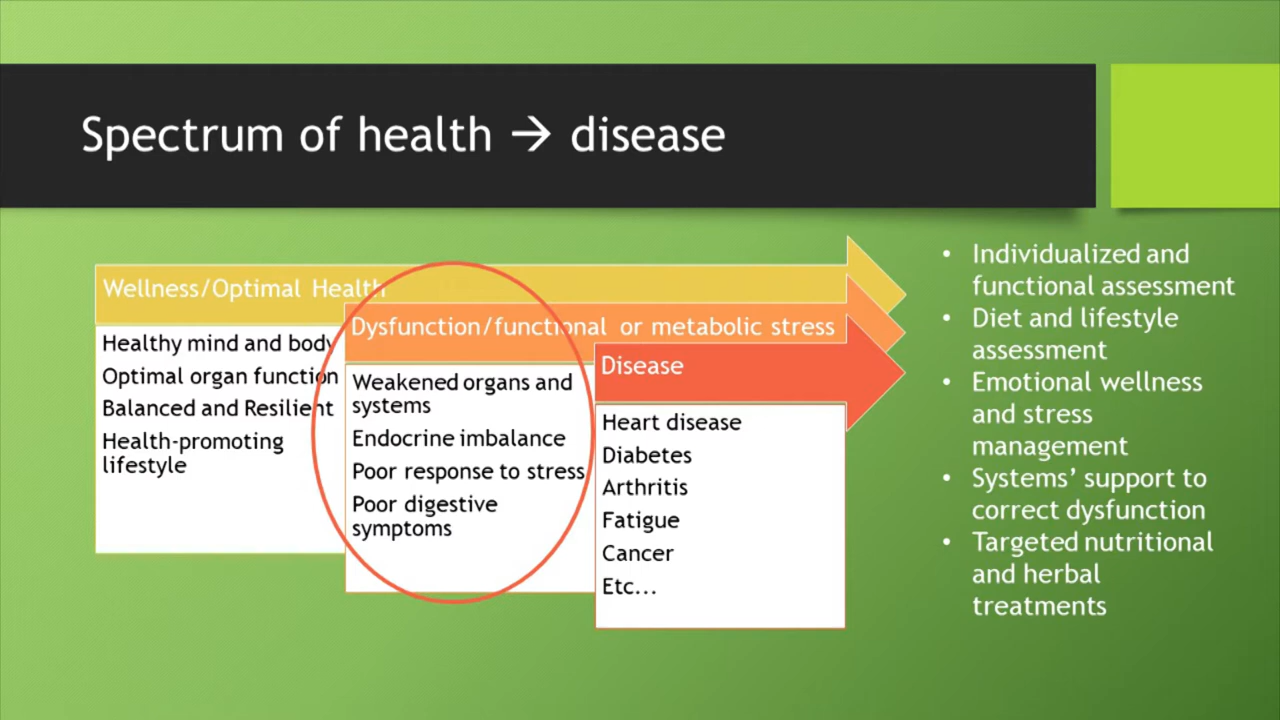 Spectrum of health → disease
Wellness/Optimal Health
Healthy mind and body
Optimal organ function
Balanced and Resilient
Health-promoting
lifestyle
Dysfunction/functional or metabolic stress
Weakened organs and
systems
Endocrine imbalance
Poor response to stress
Poor digestive
symptoms
Disease
Heart disease
Diabetes
Arthritis
Fatigue
Cancer
Etc...
• Individualized and
functional assessment
• Diet and lifestyle
assessment
• Emotional wellness
and stress
management
• Systems’ support to
correct dysfunction
• Targeted nutritional
and herbal
treatments